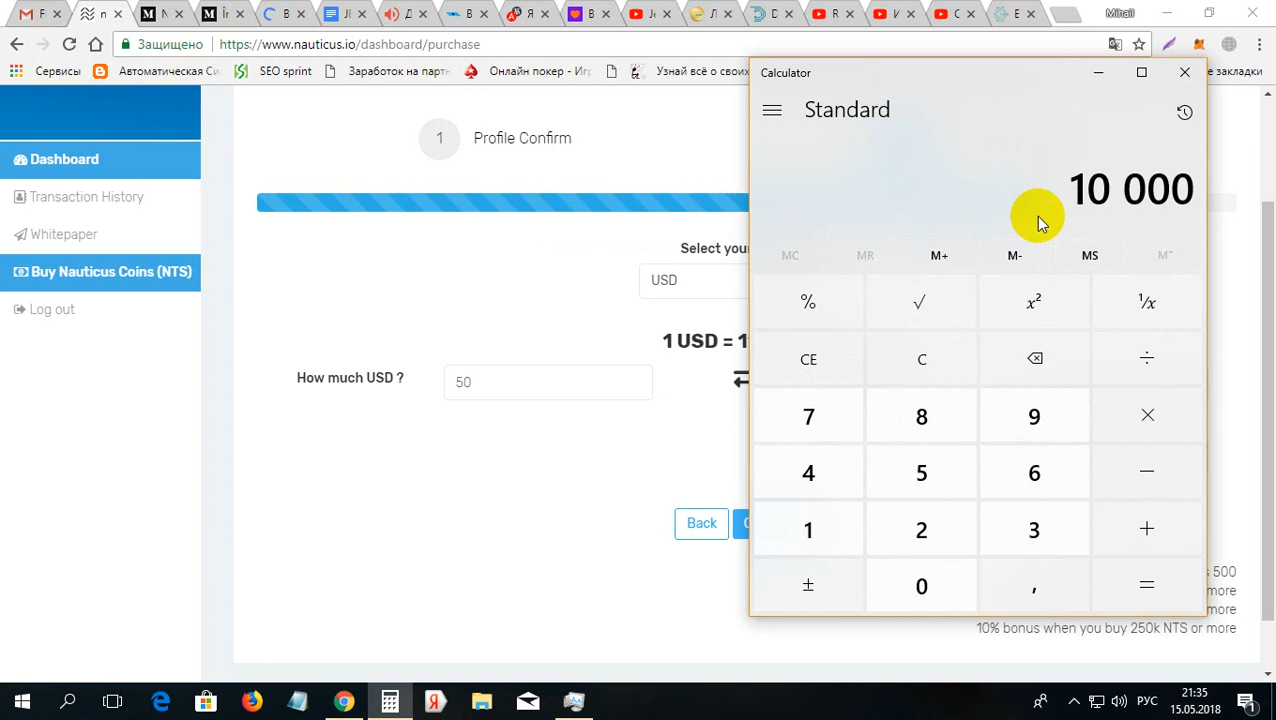 Mihail
Защищено https://www.nauticus.io/dashboard/purchase
Сервисы
Автоматическая Си
SEO sprint
Заработок на партн
Онлайн покер - Игр
Узнай всё о своих
е закладки
Calculator
Standard
10 000
MC MR M+ M- MS M˅
% √ x² ¹/x
CE C ⌫ ÷
7 8 9 ×
4 5 6 −
1 2 3 +
± 0 , =
Dashboard
Transaction History
Whitepaper
Buy Nauticus Coins (NTS)
Log out
1 Profile Confirm
Select your
USD
1 USD = 1
How much USD ?
50
Back
500
more
more
10% bonus when you buy 250k NTS or more
РУС
21:35
15.05.2018
1